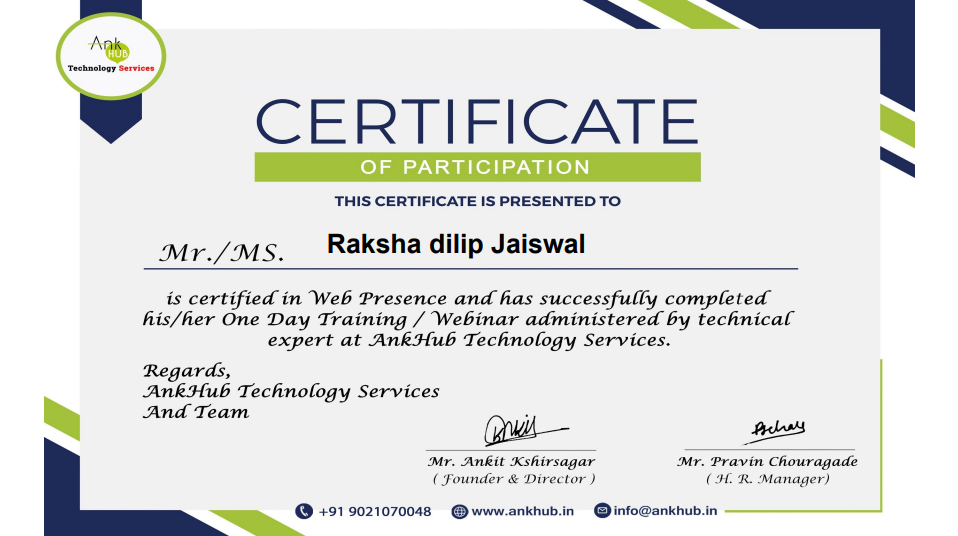 Ank
HUB
Technology Services
CERTIFICATE
OF PARTICIPATION
THIS CERTIFICATE IS PRESENTED TO
Mr./MS. Raksha dilip Jaiswal
is certified in Web Presence and has successfully completed
his/her One Day Training / Webinar administered by technical
expert at AnkHub Technology Services.
Regards,
AnkHub Technology Services
And Team
Ankit
Mr. Ankit Kshirsagar
( Founder & Director )
Mr. Pravin Chouragade
( H. R. Manager)
+91 9021070048 www.ankhub.in info@ankhub.in